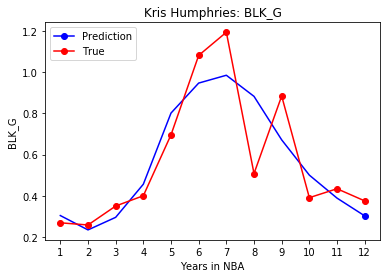 Kris Humphries: BLK_G
Prediction
True
BLK_G
1.2
1.0
0.8
0.6
0.4
0.2
1 2 3 4 5 6 7 8 9 10 11 12
Years in NBA